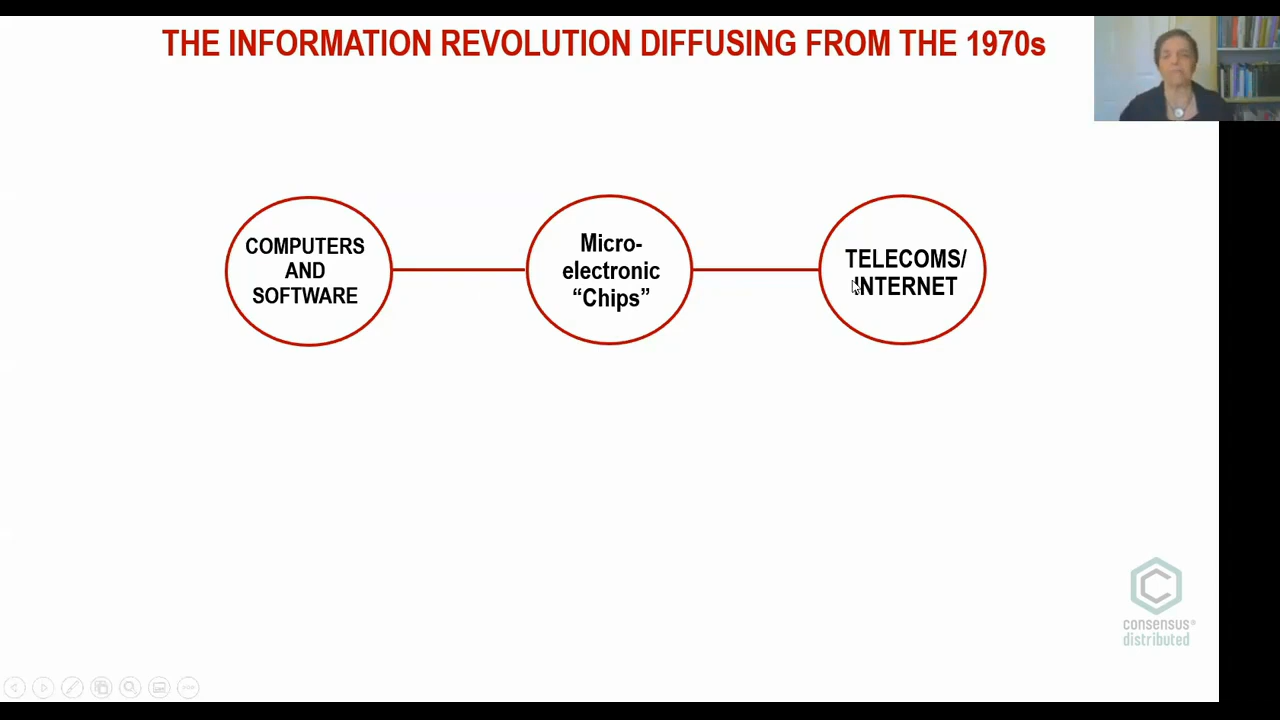 THE INFORMATION REVOLUTION DIFFUSING FROM THE 1970s
COMPUTERS
AND
SOFTWARE
Micro-
electronic
“Chips”
TELECOMS/
INTERNET
consensus®
distributed